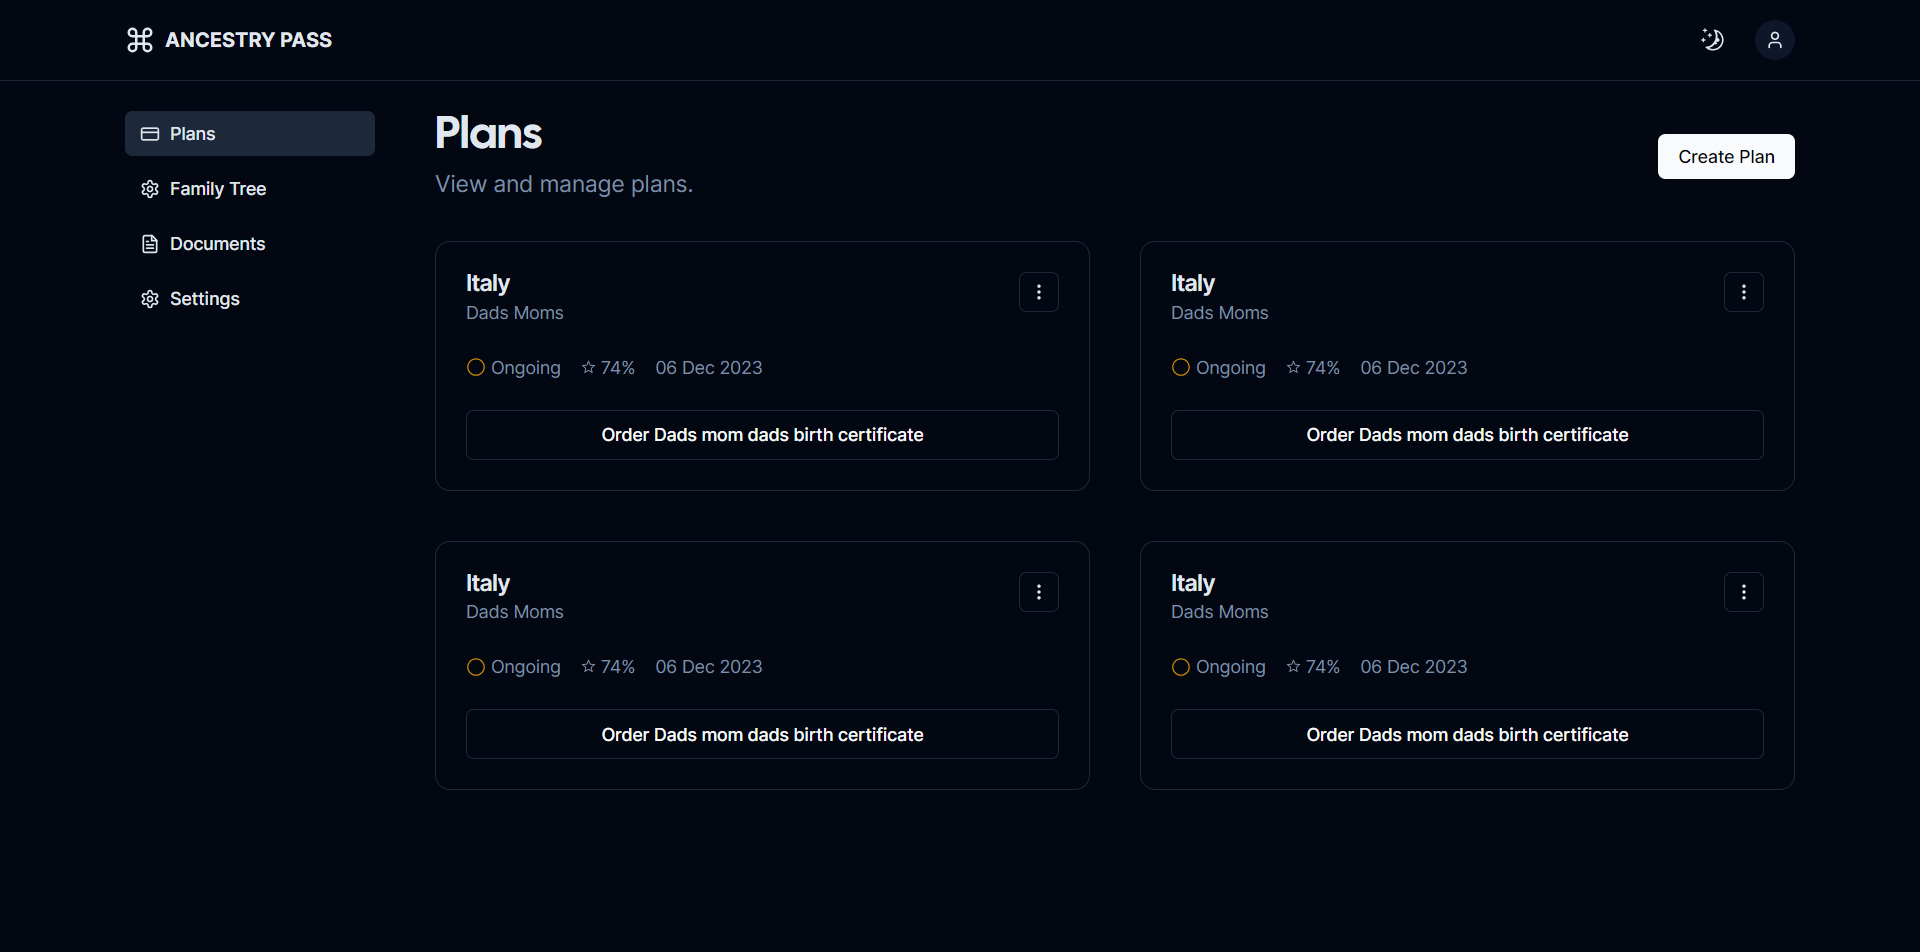 ANCESTRY PASS
Plans
Family Tree
Documents
Settings
Plans
View and manage plans.
Create Plan
Italy
Dads Moms
Ongoing 74% 06 Dec 2023
Order Dads mom dads birth certificate
Italy
Dads Moms
Ongoing 74% 06 Dec 2023
Order Dads mom dads birth certificate
Italy
Dads Moms
Ongoing 74% 06 Dec 2023
Order Dads mom dads birth certificate
Italy
Dads Moms
Ongoing 74% 06 Dec 2023
Order Dads mom dads birth certificate